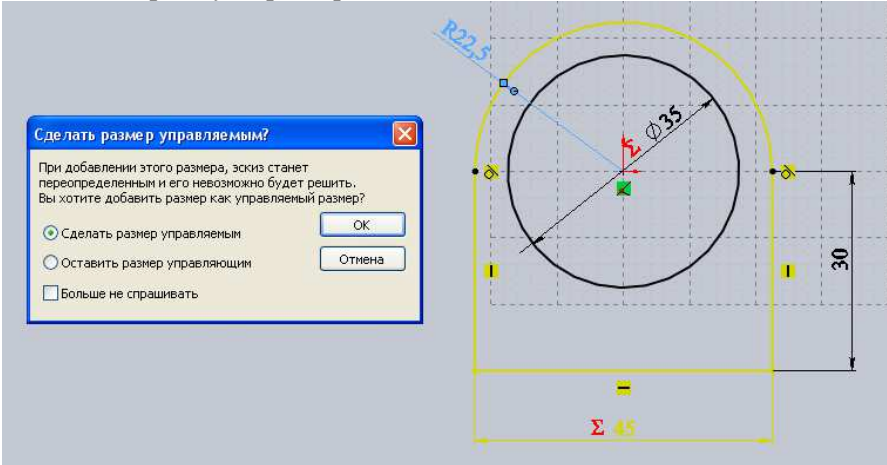 Сделать размер управляемым?
При добавлении этого размера, эскиз станет
переопределенным и его невозможно будет решить.
Вы хотите добавить размер как управляемый размер?
Сделать размер управляемым
OK
Оставить размер управляющим
Отмена
Больше не спрашивать
R22,5
Σ Ø35
30
Σ 45